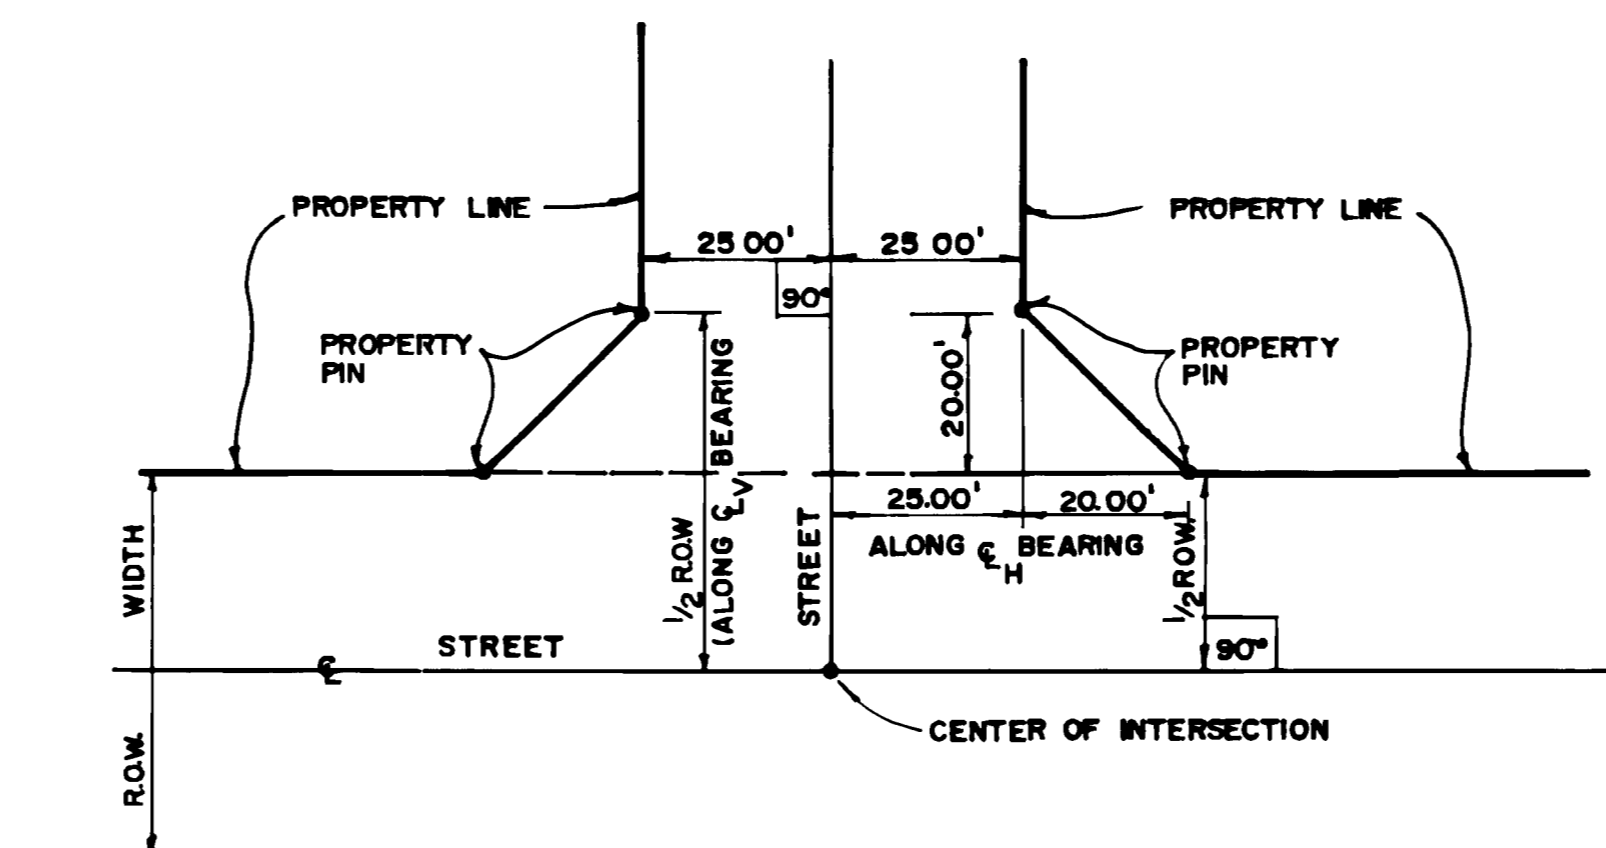 PROPERTY LINE
PROPERTY LINE
25 00'
25 00'
90°
PROPERTY
PIN
PROPERTY
PIN
20.00'
1/2 R.O.W
(ALONG ℄V BEARING
STREET
25.00'
20.00'
ALONG ℄H BEARING
1/2 ROW
90°
WIDTH
R.O.W.
STREET
℄
CENTER OF INTERSECTION